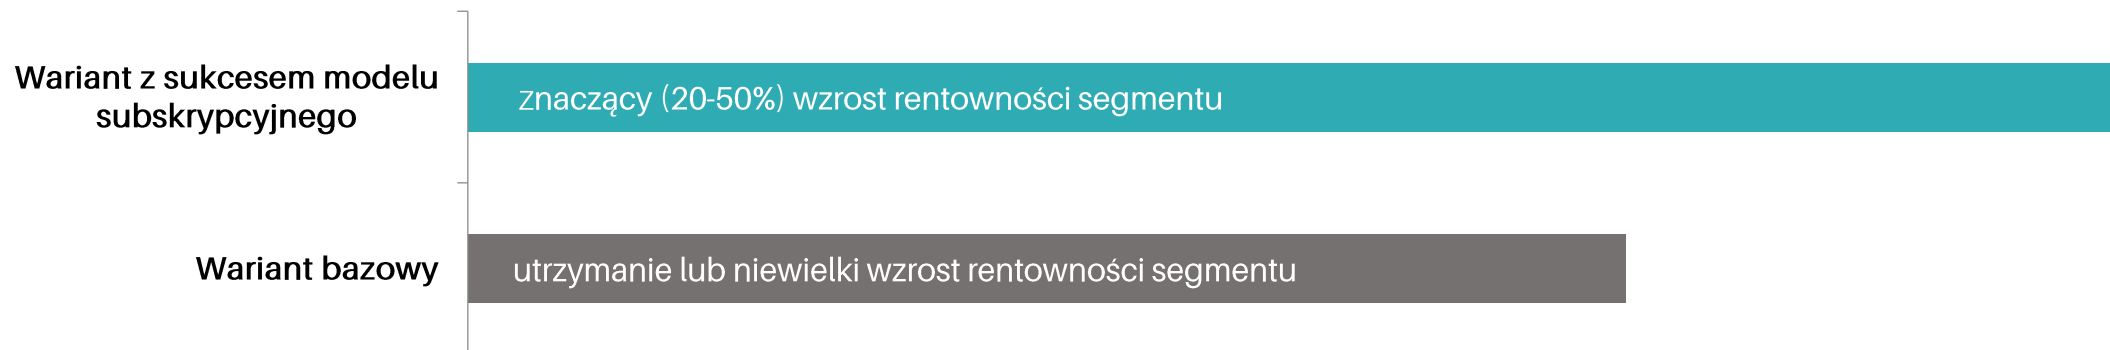 Wariant z sukcesem modelu
subskrypcyjnego
znaczący (20-50%) wzrost rentowności segmentu
Wariant bazowy
utrzymanie lub niewielki wzrost rentowności segmentu